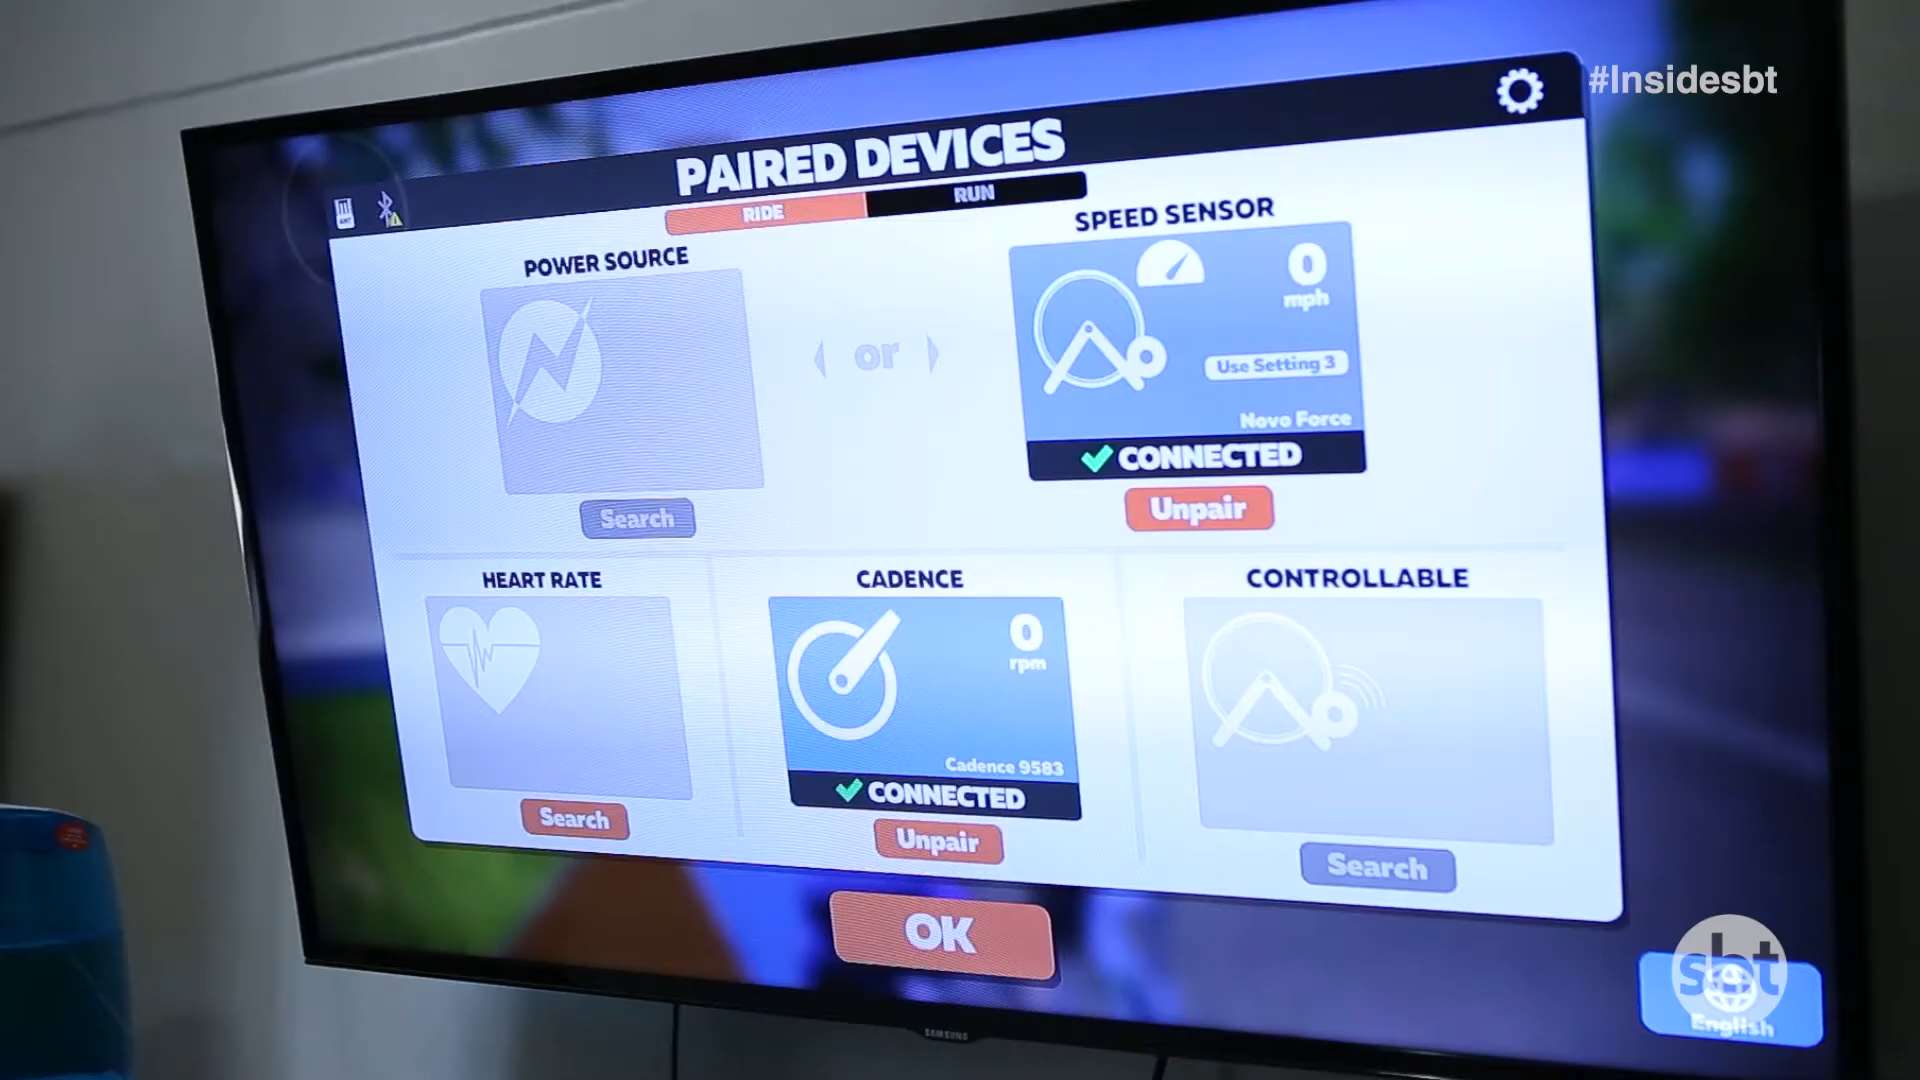 #Insidesbt
PAIRED DEVICES
ANT
RIDE
RUN
POWER SOURCE
or
SPEED SENSOR
0
mph
Use Setting 3
Novo Force
CONNECTED
Search
Unpair
HEART RATE
CADENCE
CONTROLLABLE
0
rpm
Cadence 9583
CONNECTED
Search
Unpair
Search
OK
sbt
English
SAMSUNG